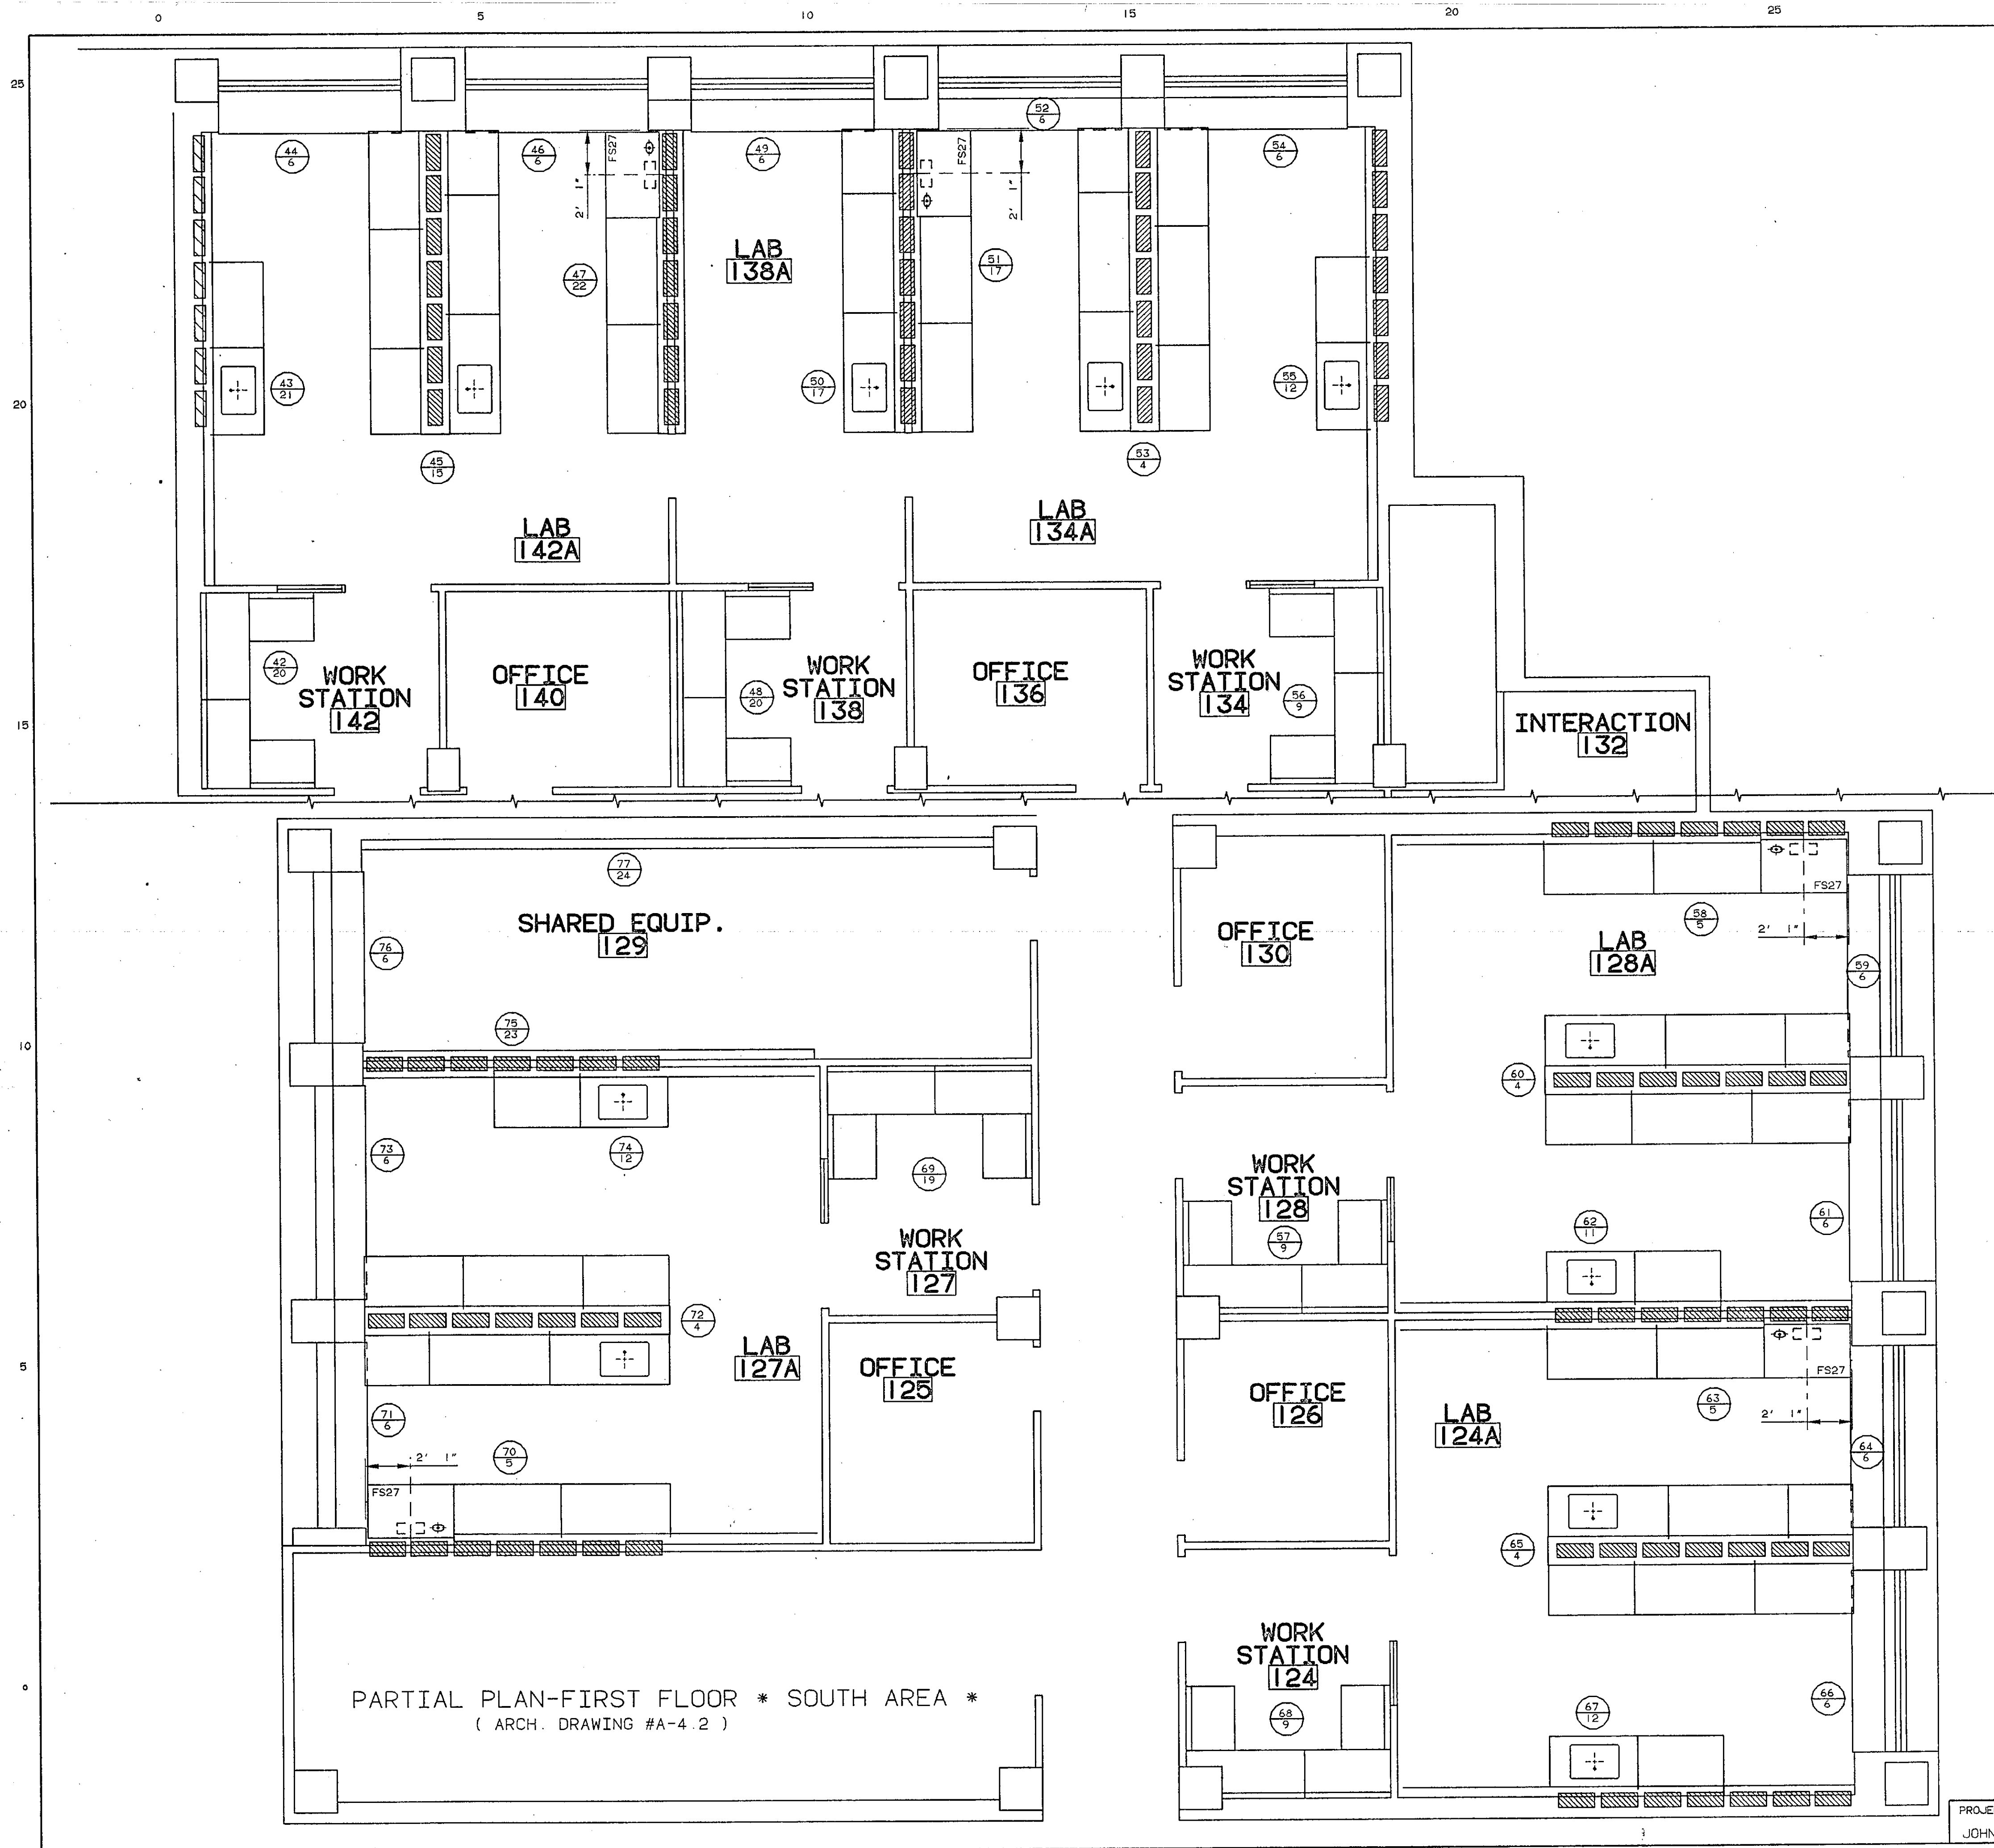 0 5 10 15 20 25
25
52
6
44
6
46
6
FS27
49
6
FS27
54
6
2' 1"
2' 1"
LAB
138A
47
22
51
17
43
21
50
17
55
12
20
45
15
53
4
LAB
142A
LAB
134A
42
20
WORK
STATION
142
OFFICE
140
48
20
WORK
STATION
138
OFFICE
136
WORK
STATION
134
56
9
15
INTERACTION
132
77
24
SHARED EQUIP.
129
76
6
OFFICE
130
FS27
58
5
2' 1"
LAB
128A
59
6
75
23
10
60
4
73
6
74
12
69
19
WORK
STATION
128
57
9
62
11
61
6
WORK
STATION
127
72
4
5
LAB
127A
OFFICE
125
OFFICE
126
FS27
63
5
2' 1"
LAB
124A
64
6
71
6
70
5
2' 1"
FS27
65
4
WORK
STATION
124
68
9
67
12
66
6
0
PARTIAL PLAN-FIRST FLOOR * SOUTH AREA *
( ARCH. DRAWING #A-4.2 )
PROJE
JOHN